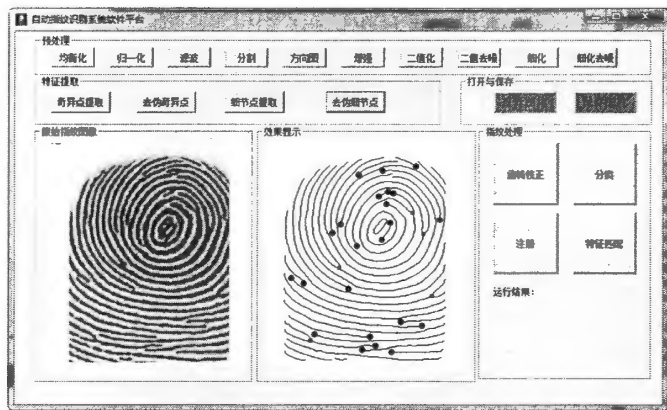 自动指纹识别系统软件平台
预处理
均衡化 归一化 滤波 分割 方向图 增强 二值化 二值去噪 细化 细化去噪
特征提取
打开与保存
奇异点提取 去伪奇异点 细节点提取 去伪细节点
原始指纹图像
效果显示
指纹处理
分类
注册 特征匹配
运行结果：